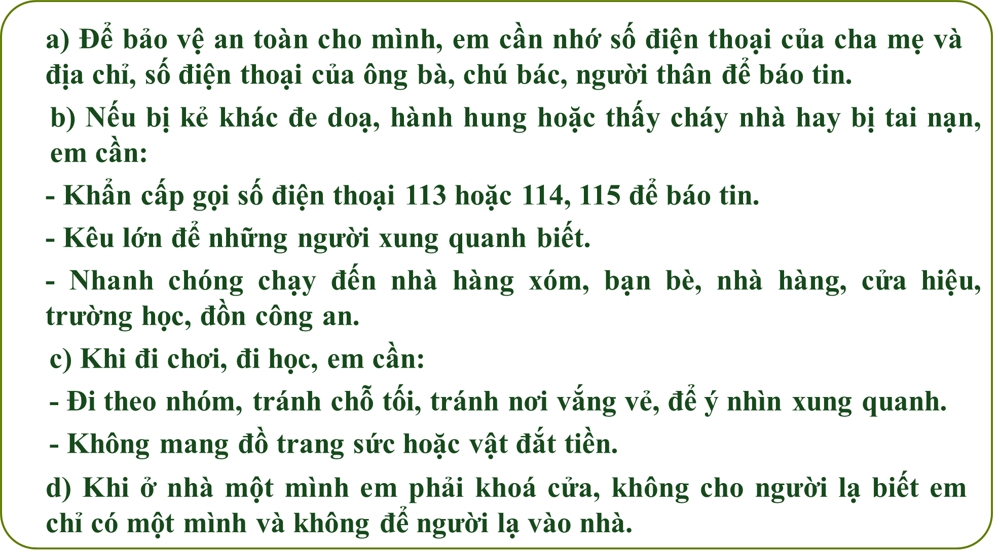 a) Để bảo vệ an toàn cho mình, em cần nhớ số điện thoại của cha mẹ và
địa chỉ, số điện thoại của ông bà, chú bác, người thân để báo tin.
b) Nếu bị kẻ khác đe doạ, hành hung hoặc thấy cháy nhà hay bị tai nạn,
em cần:
- Khẩn cấp gọi số điện thoại 113 hoặc 114, 115 để báo tin.
- Kêu lớn để những người xung quanh biết.
- Nhanh chóng chạy đến nhà hàng xóm, bạn bè, nhà hàng, cửa hiệu,
trường học, đồn công an.
c) Khi đi chơi, đi học, em cần:
- Đi theo nhóm, tránh chỗ tối, tránh nơi vắng vẻ, để ý nhìn xung quanh.
- Không mang đồ trang sức hoặc vật đắt tiền.
d) Khi ở nhà một mình em phải khoá cửa, không cho người lạ biết em
chỉ có một mình và không để người lạ vào nhà.